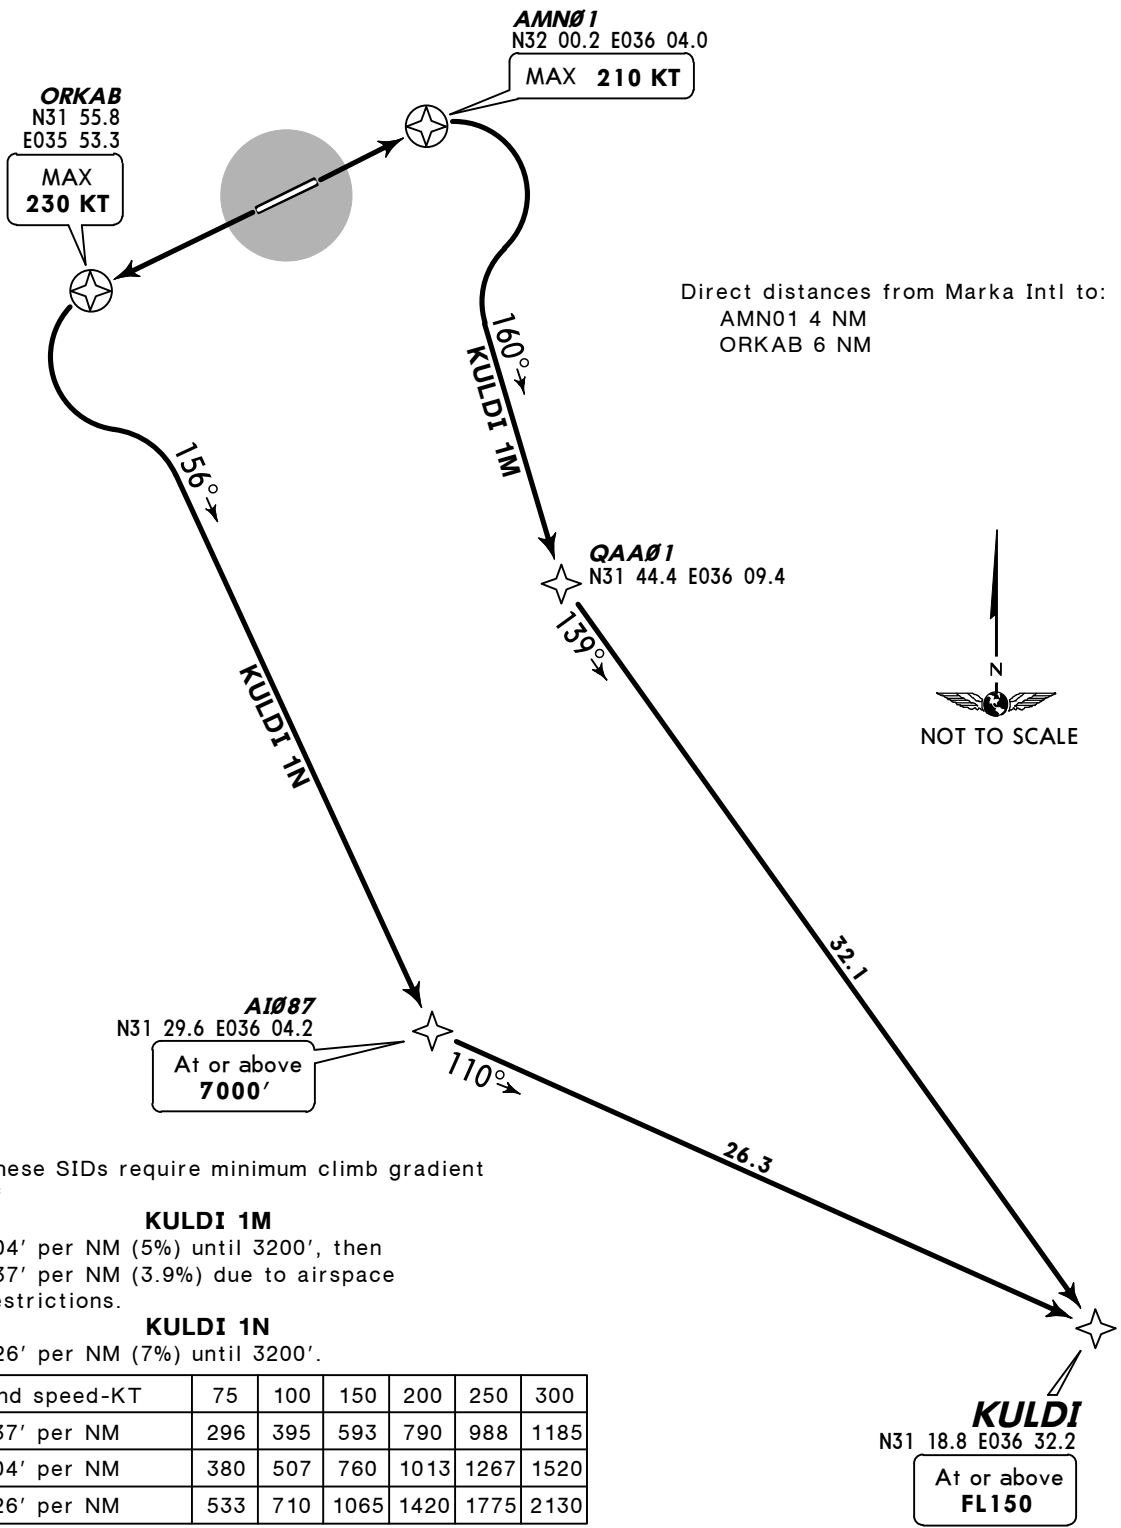 AMNØ1
N32 00.2 E036 04.0
MAX 210 KT
ORKAB
N31 55.8
E035 53.3
MAX
230 KT
Direct distances from Marka Intl to:
AMN01 4 NM
ORKAB 6 NM
160°
KULDI 1M
156°
QAAØ1
N31 44.4 E036 09.4
139°
KULDI 1N
N
NOT TO SCALE
32.1
AIØ87
N31 29.6 E036 04.2
At or above
7000'
110°
26.3
hese SIDs require minimum climb gradient
KULDI 1M
04' per NM (5%) until 3200', then
37' per NM (3.9%) due to airspace
estrictions.
KULDI 1N
26' per NM (7%) until 3200'.
nd speed-KT 75 100 150 200 250 300
37' per NM 296 395 593 790 988 1185
04' per NM 380 507 760 1013 1267 1520
26' per NM 533 710 1065 1420 1775 2130
KULDI
N31 18.8 E036 32.2
At or above
FL150